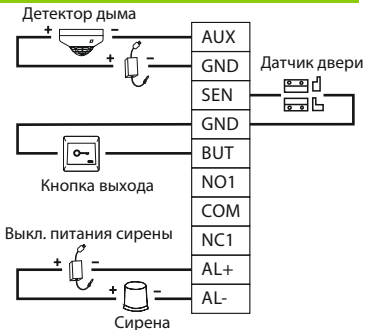 Детектор дыма
+ −
AUX
+ −
GND
Датчик двери
SEN
GND
BUT
Кнопка выхода
NO1
COM
Выкл. питания сирены
NC1
+ −
AL+
+ −
AL-
Сирена